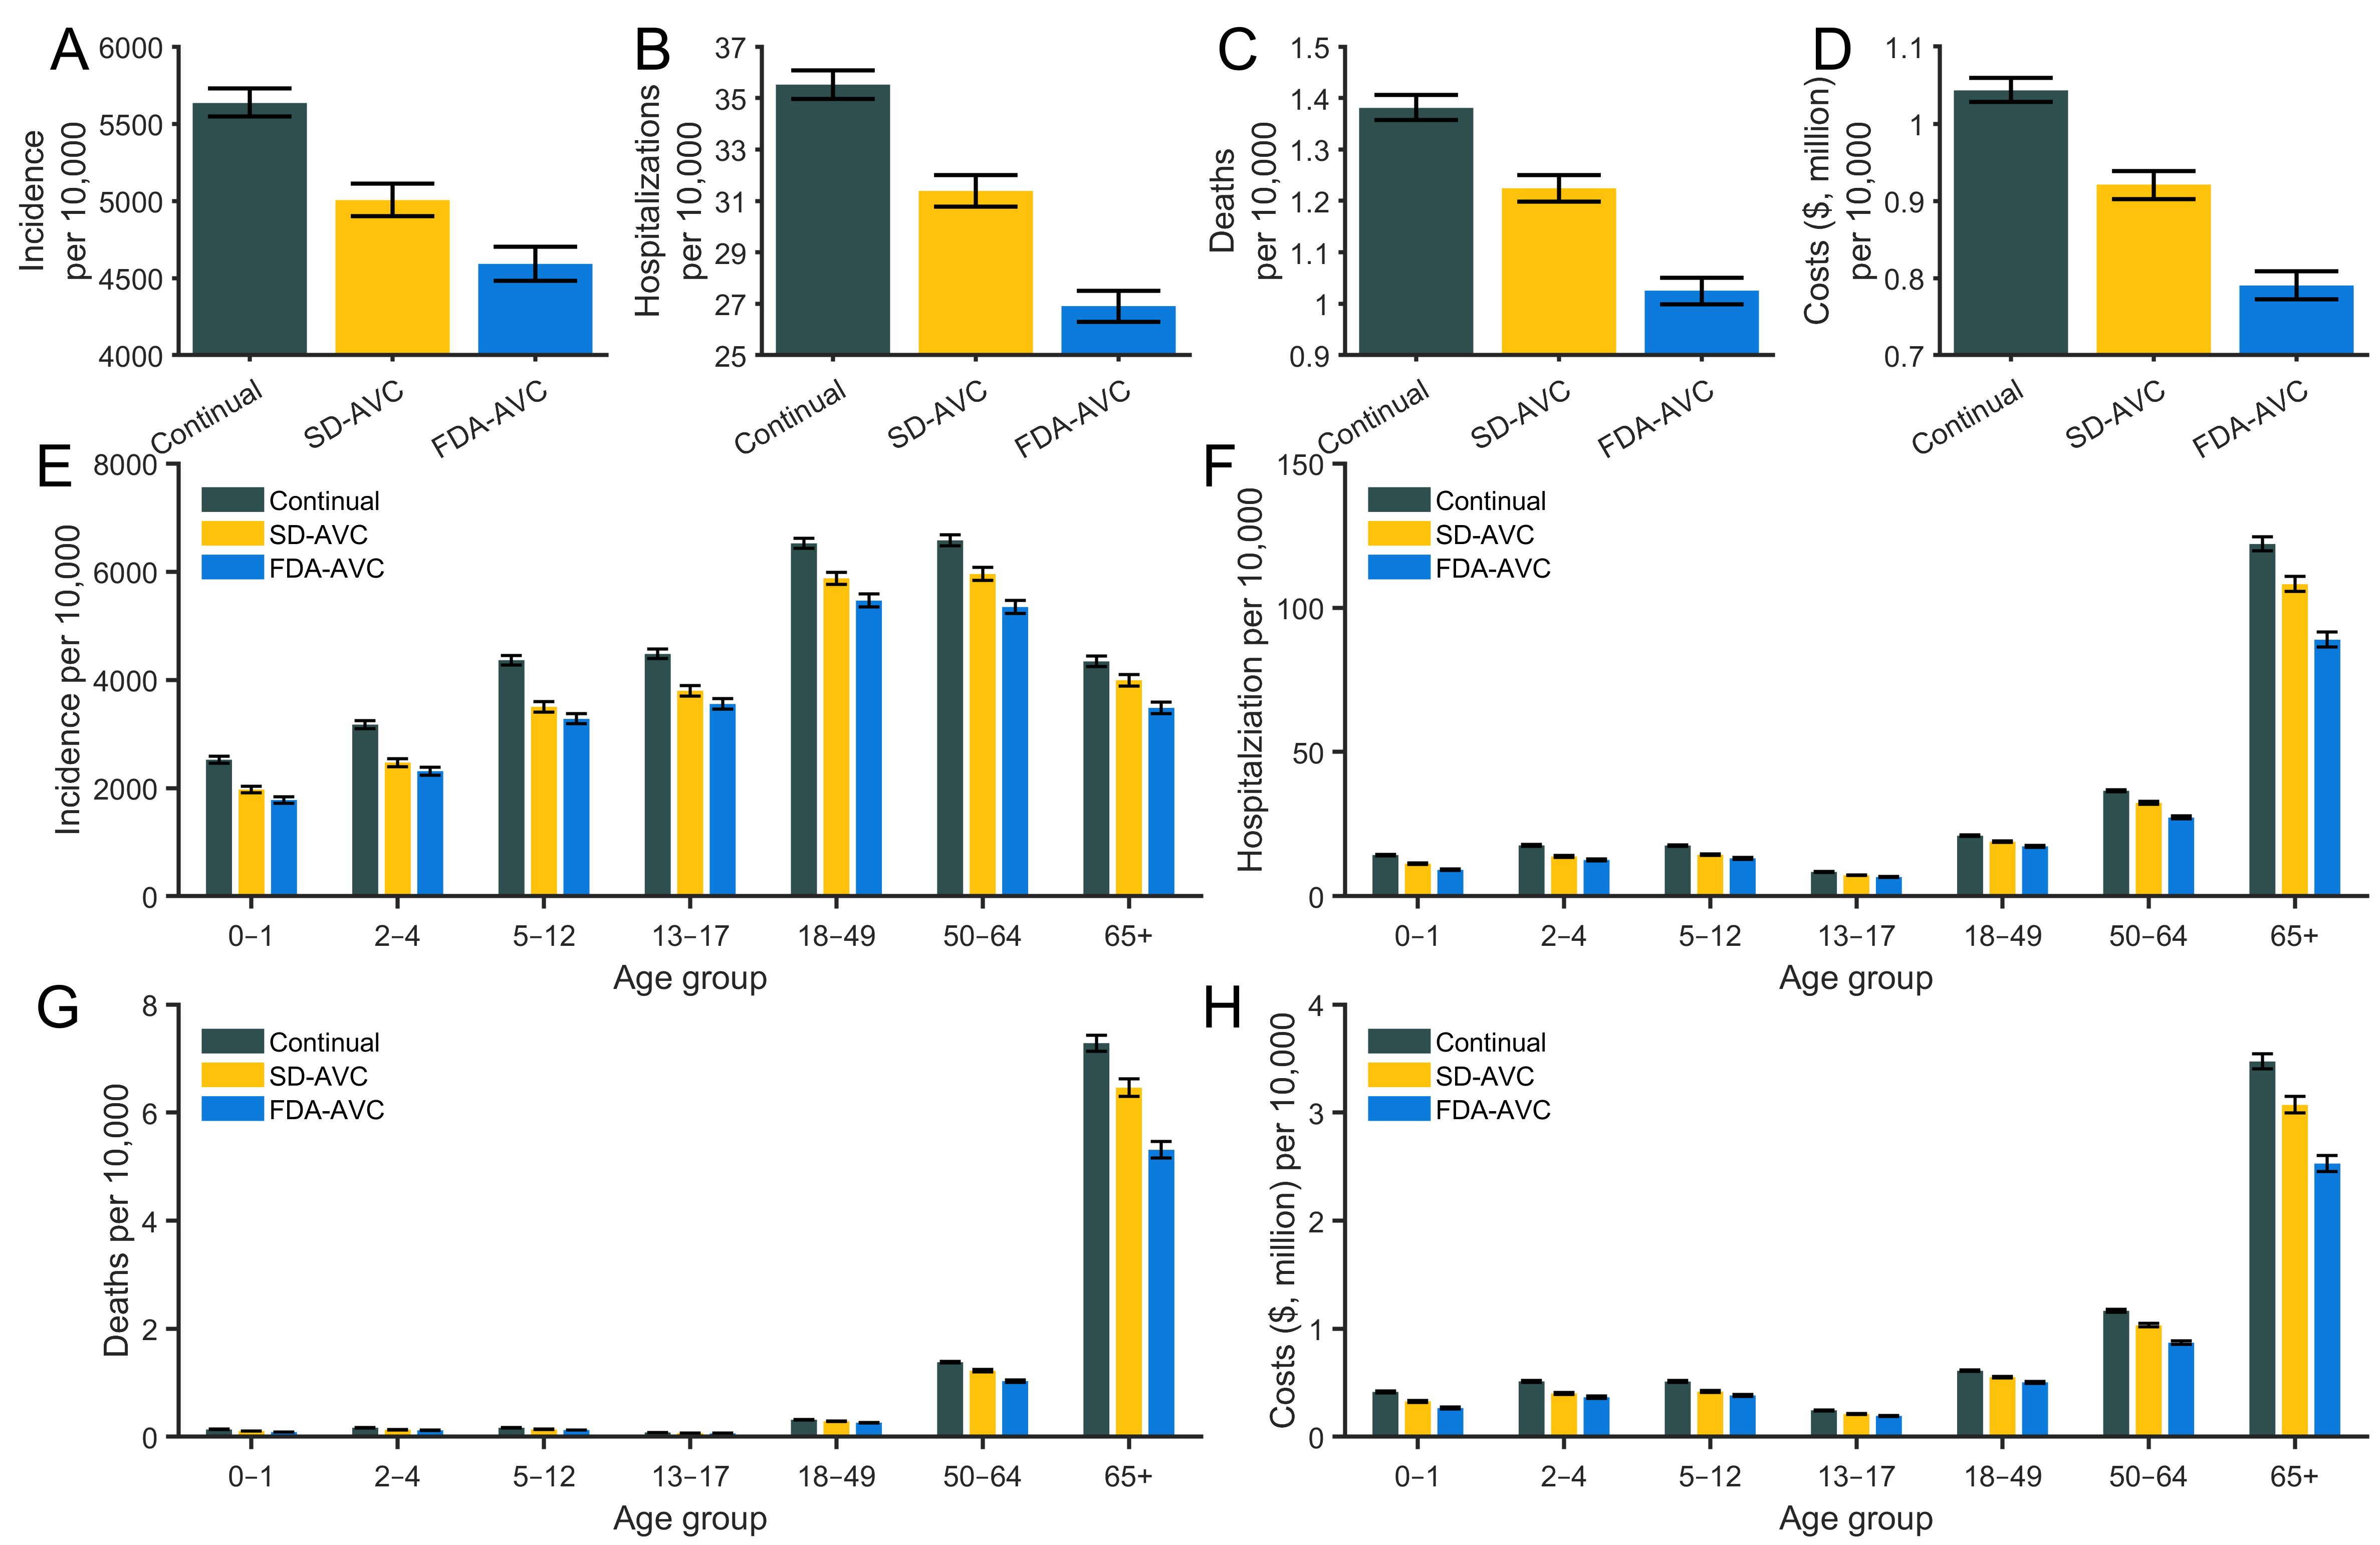 A
Incidence
per 10,000
6000
5500
5000
4500
4000
Continual
SD-AVC
FDA-AVC
B
Hospitalizations
per 10,000
37
35
33
31
29
27
25
Continual
SD-AVC
FDA-AVC
C
Deaths
per 10,000
1.5
1.4
1.3
1.2
1.1
1
0.9
Continual
SD-AVC
FDA-AVC
D
Costs ($, million)
per 10,000
1.1
1
0.9
0.8
0.7
Continual
SD-AVC
FDA-AVC
E
Incidence per 10,000
8000
6000
4000
2000
0
Continual
SD-AVC
FDA-AVC
0–1
2–4
5–12
13–17
18–49
50–64
65+
Age group
F
Hospitalziation per 10,000
150
100
50
0
Continual
SD-AVC
FDA-AVC
0–1
2–4
5–12
13–17
18–49
50–64
65+
Age group
G
Deaths per 10,000
8
6
4
2
0
Continual
SD-AVC
FDA-AVC
0–1
2–4
5–12
13–17
18–49
50–64
65+
Age group
H
Costs ($, million) per 10,000
4
3
2
1
0
Continual
SD-AVC
FDA-AVC
0–1
2–4
5–12
13–17
18–49
50–64
65+
Age group